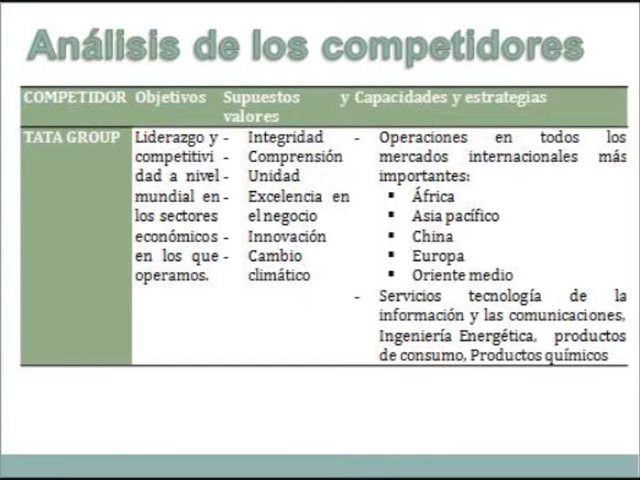 Análisis de los competidores
COMPETIDOR Objetivos Supuestos y Capacidades y estrategias
valores
TATA GROUP Liderazgo y - Integridad - Operaciones en todos los
competitivi - Comprensión mercados internacionales más
dad a nivel - Unidad importantes:
mundial en - Excelencia en ▪ África
los sectores el negocio ▪ Asia pacífico
económicos - Innovación ▪ China
en los que - Cambio ▪ Europa
operamos. climático ▪ Oriente medio
- Servicios tecnología de la
información y las comunicaciones,
Ingeniería Energética, productos
de consumo, Productos químicos